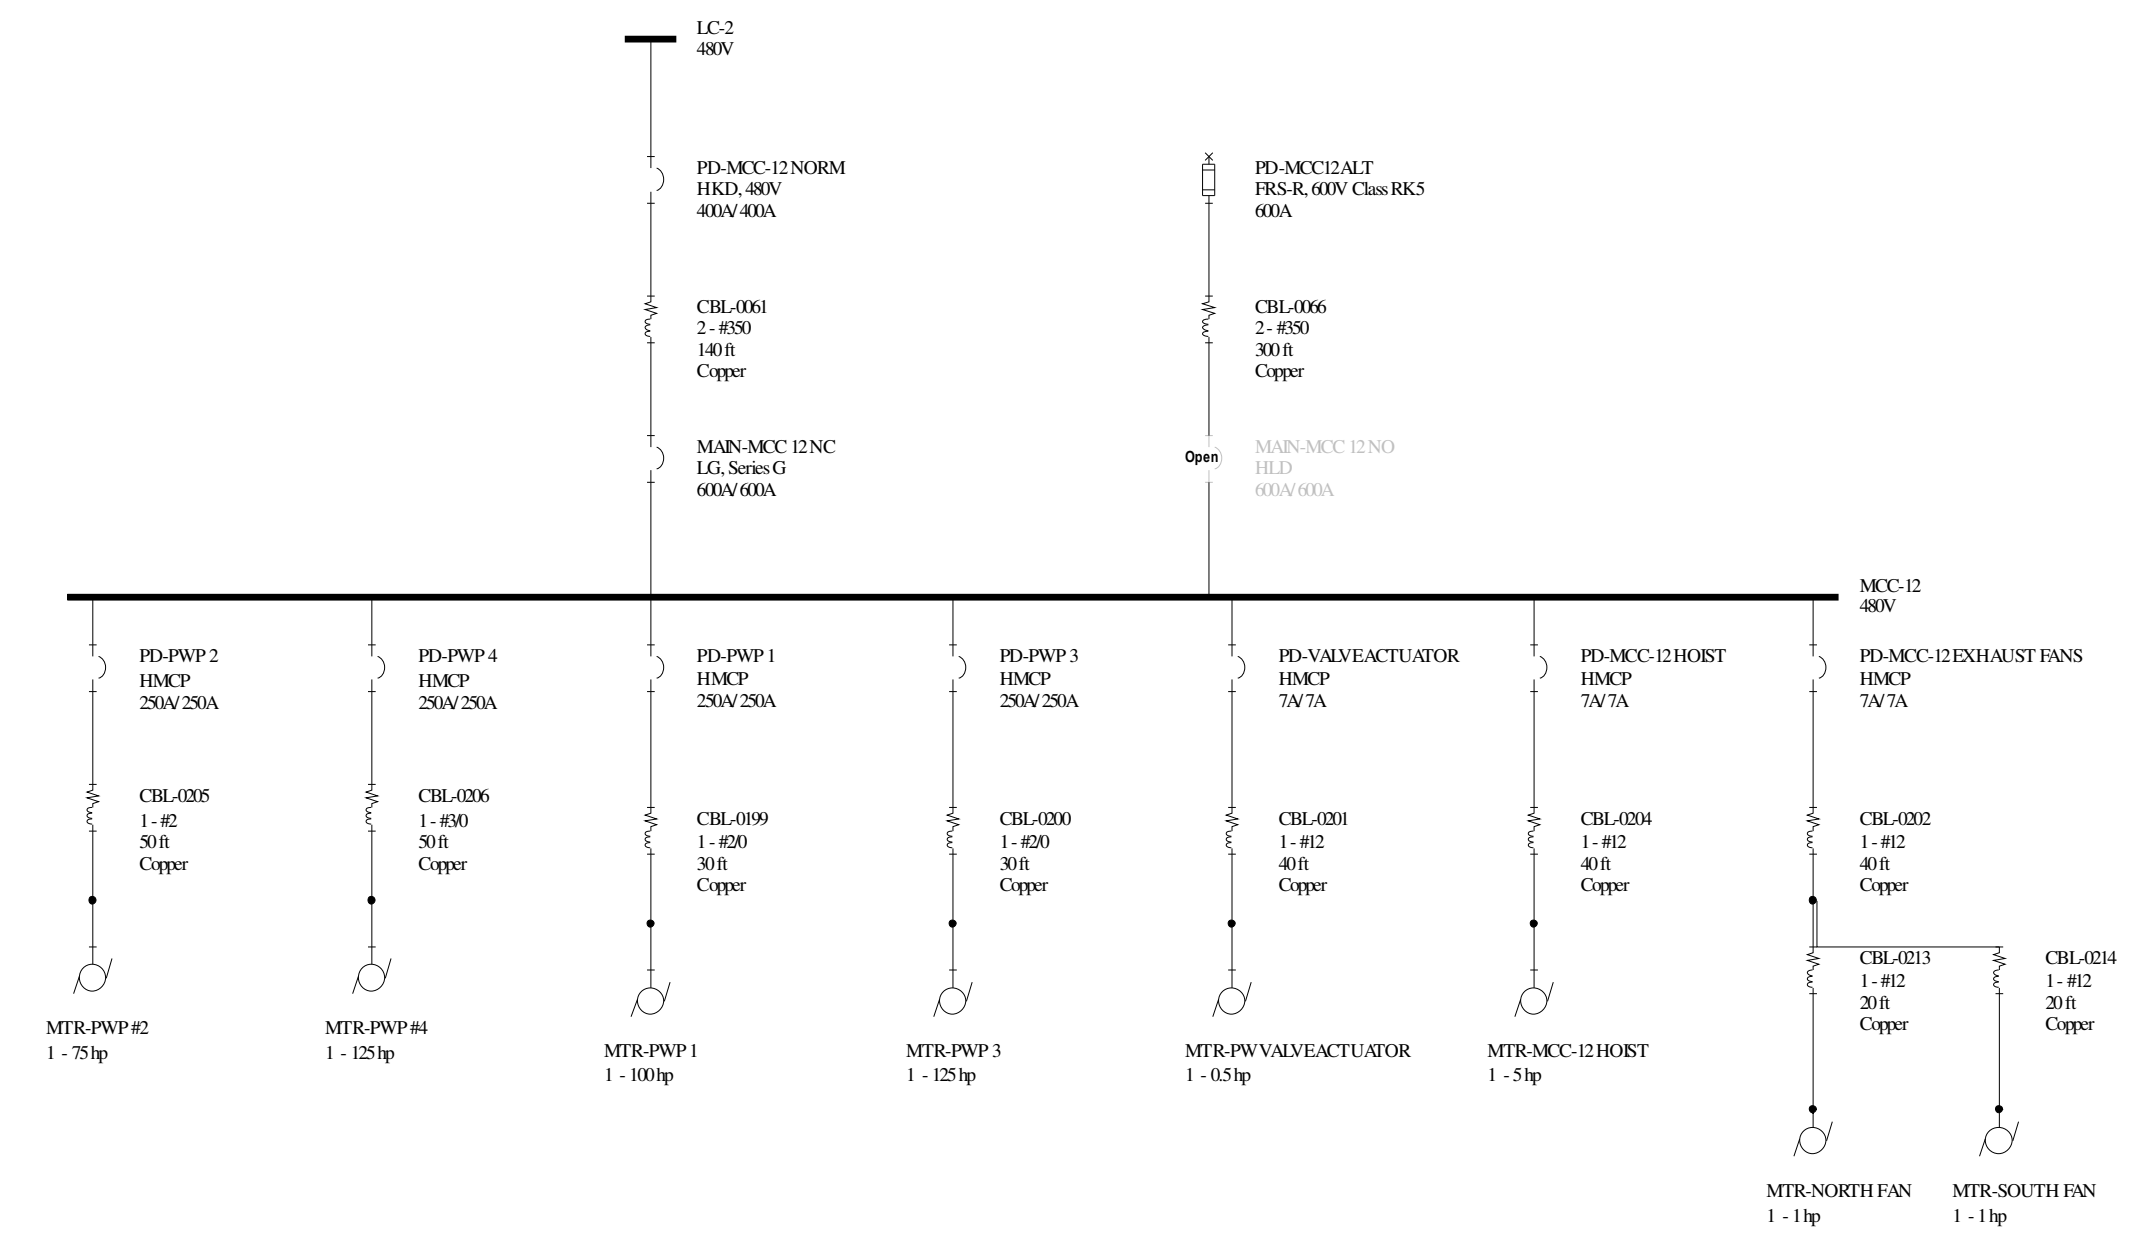 LC-2
480V
PD-MCC-12 NORM
HKD, 480V
400A/400A
PD-MCC12 ALT
FRS-R, 600V Class RK5
600A
CBL-0061
2 - #350
140 ft
Copper
CBL-0066
2 - #350
300 ft
Copper
MAIN-MCC 12 NC
LG, Series G
600A/600A
Open
MAIN-MCC 12 NO
HLD
600A/600A
MCC-12
480V
PD-PWP 2
HMCP
250A/250A
PD-PWP 4
HMCP
250A/250A
PD-PWP 1
HMCP
250A/250A
PD-PWP 3
HMCP
250A/250A
PD-VALVE ACTUATOR
HMCP
7A/7A
PD-MCC-12 HOIST
HMCP
7A/7A
PD-MCC-12 EXHAUST FANS
HMCP
7A/7A
CBL-0205
1 - #2
50 ft
Copper
CBL-0206
1 - #3/0
50 ft
Copper
CBL-0199
1 - #2/0
30 ft
Copper
CBL-0200
1 - #2/0
30 ft
Copper
CBL-0201
1 - #12
40 ft
Copper
CBL-0204
1 - #12
40 ft
Copper
CBL-0202
1 - #12
40 ft
Copper
CBL-0213
1 - #12
20 ft
Copper
CBL-0214
1 - #12
20 ft
Copper
MTR-PWP #2
1 - 75 hp
MTR-PWP #4
1 - 125 hp
MTR-PWP 1
1 - 100 hp
MTR-PWP 3
1 - 125 hp
MTR-PW VALVE ACTUATOR
1 - 0.5 hp
MTR-MCC-12 HOIST
1 - 5 hp
MTR-NORTH FAN
1 - 1 hp
MTR-SOUTH FAN
1 - 1 hp